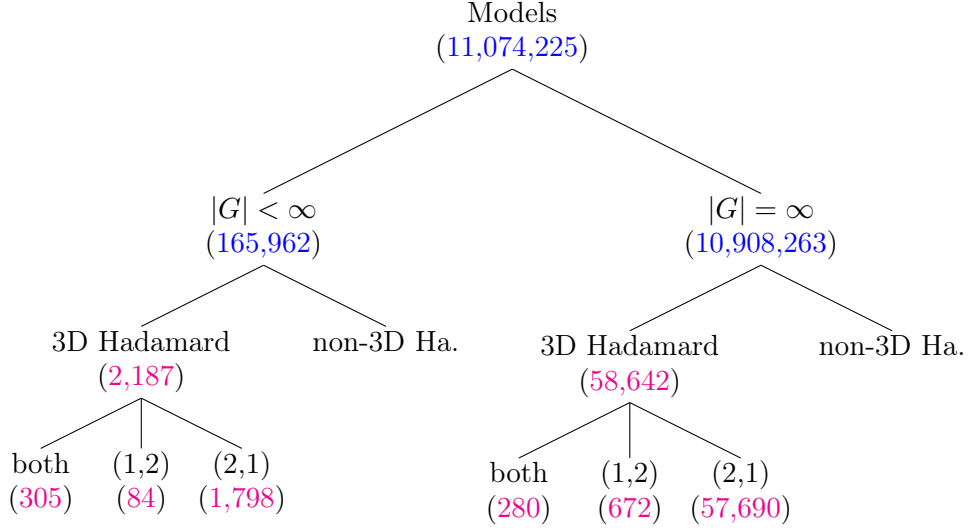 Models
(11,074,225)
|G| < ∞
(165,962)
|G| = ∞
(10,908,263)
3D Hadamard
(2,187)
non-3D Ha.
3D Hadamard
(58,642)
non-3D Ha.
both
(305)
(1,2)
(84)
(2,1)
(1,798)
both
(280)
(1,2)
(672)
(2,1)
(57,690)